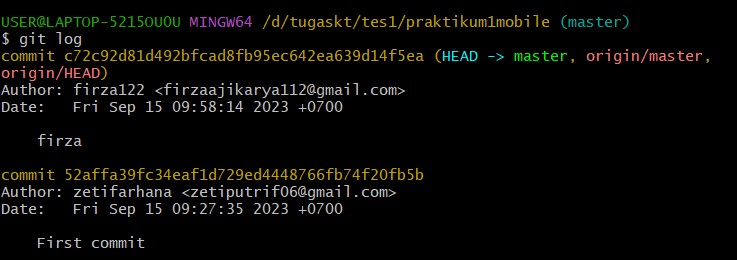 USER@LAPTOP-5215OUOU MINGW64 /d/tugaskt/tes1/praktikum1mobile (master)
$ git log
commit c72c92d81d492bfcad8fb95ec642ea639d14f5ea (HEAD -> master, origin/master,
origin/HEAD)
Author: firza122 <firzaajikarya112@gmail.com>
Date:   Fri Sep 15 09:58:14 2023 +0700

    firza

commit 52affa39fc34eaf1d729ed4448766fb74f20fb5b
Author: zetifarhana <zetiputrif06@gmail.com>
Date:   Fri Sep 15 09:27:35 2023 +0700

    First commit